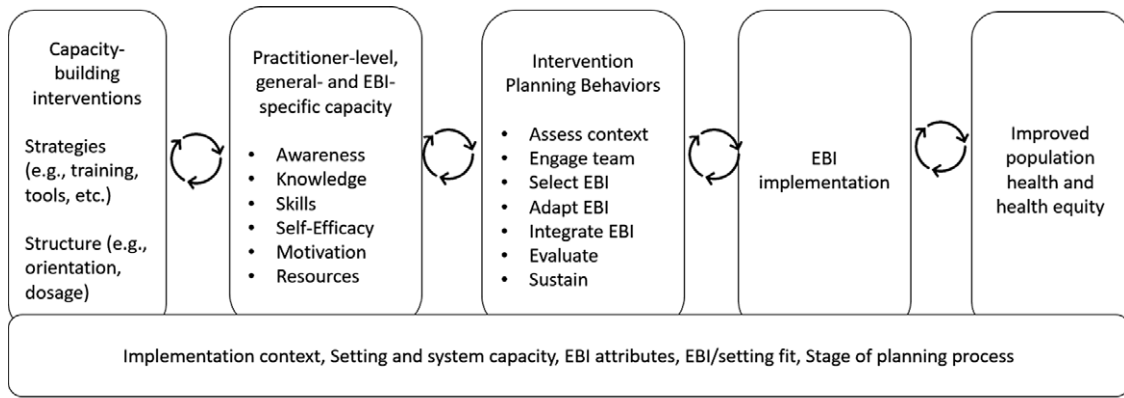 Capacity-
building
interventions
Strategies
(e.g., training,
tools, etc.)
Structure (e.g.,
orientation,
dosage)
Practitioner-level,
general- and EBI-
specific capacity
• Awareness
• Knowledge
• Skills
• Self-Efficacy
• Motivation
• Resources
Intervention
Planning Behaviors
• Assess context
• Engage team
• Select EBI
• Adapt EBI
• Integrate EBI
• Evaluate
• Sustain
EBI
implementation
Improved
population
health and
health equity
Implementation context, Setting and system capacity, EBI attributes, EBI/setting fit, Stage of planning process